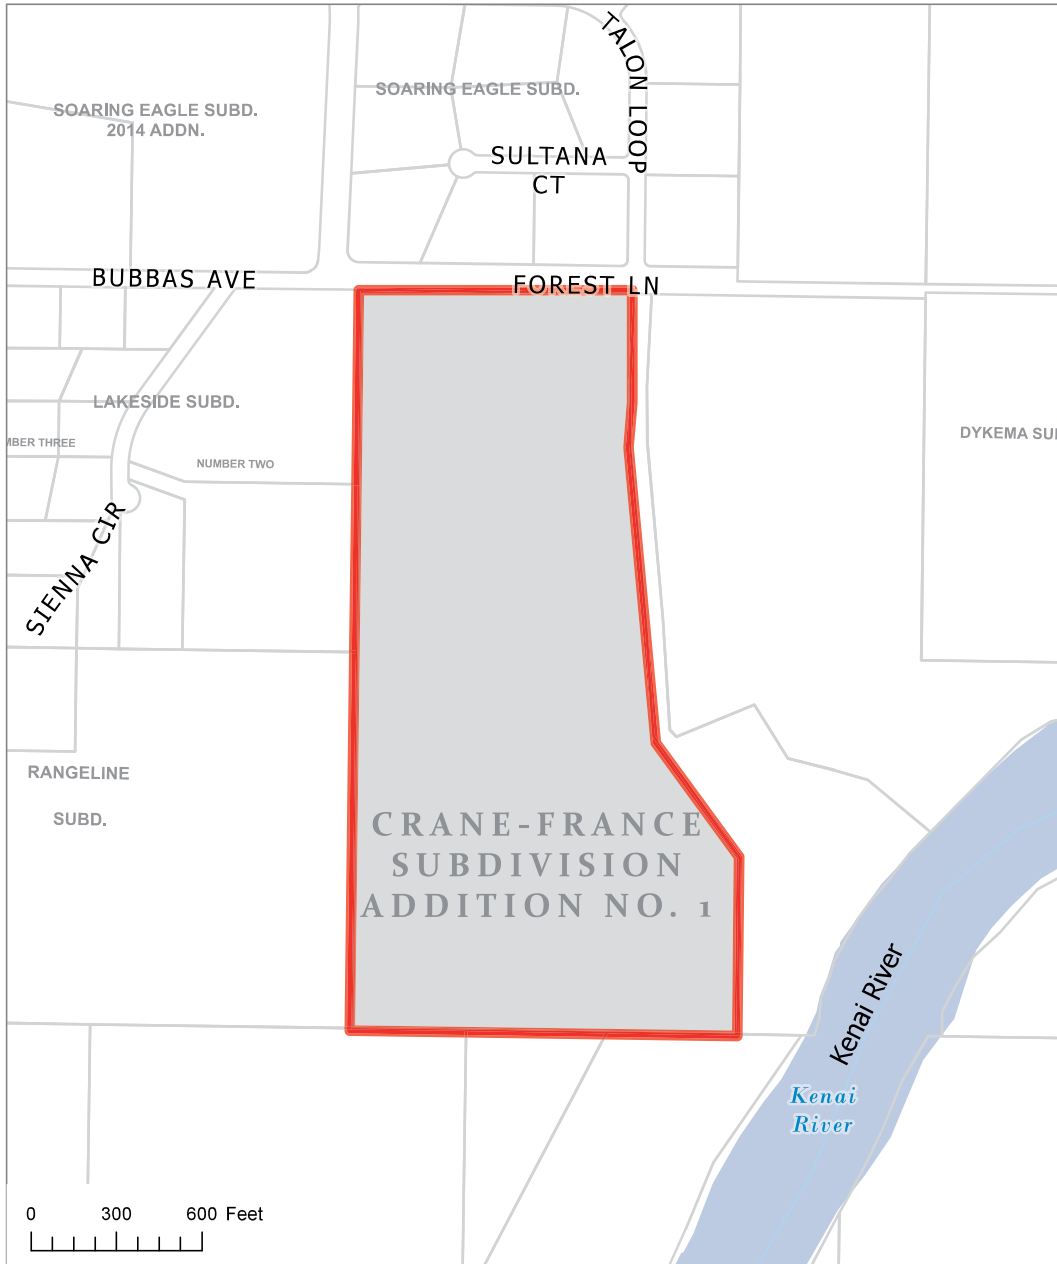 TALON LOOP
SOARING EAGLE SUBD.
SOARING EAGLE SUBD.
2014 ADDN.
SULTANA
CT
BUBBAS AVE
FOREST LN
LAKESIDE SUBD.
DYKEMA SU
MBER THREE
NUMBER TWO
SIENNA CIR
RANGELINE
SUBD.
CRANE-FRANCE
SUBDIVISION
ADDITION NO. 1
Kenai River
Kenai
River
0 300 600 Feet